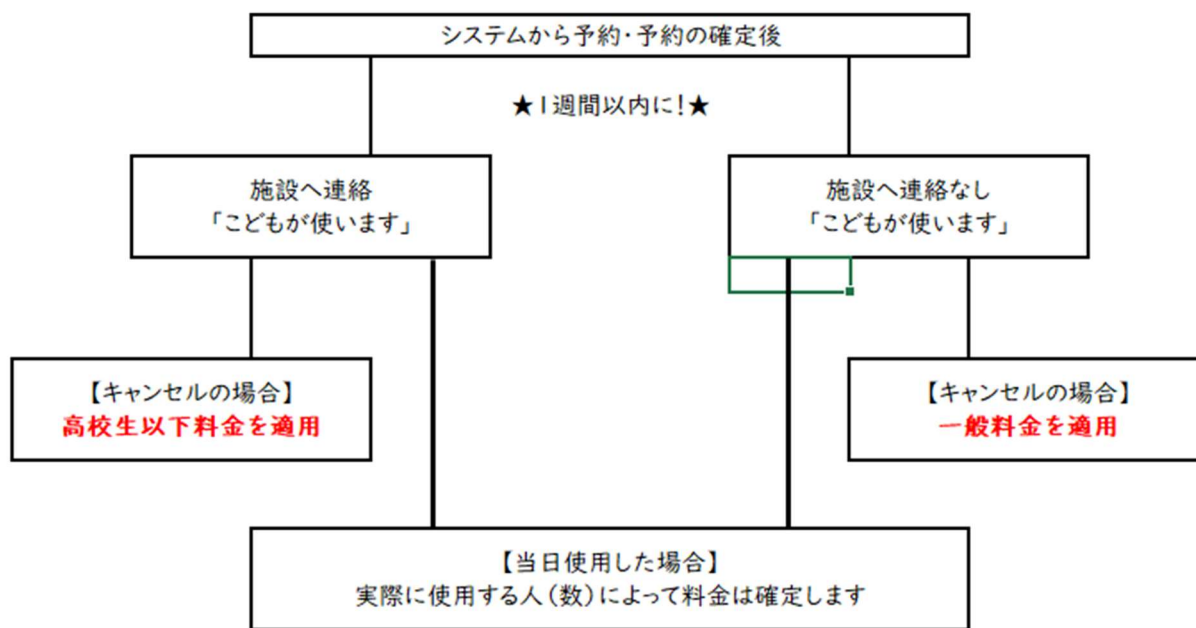 システムから予約・予約の確定後
★1週間以内に!★
施設へ連絡
「こどもが使います」
施設へ連絡なし
「こどもが使います」
【キャンセルの場合】
高校生以下料金を適用
【キャンセルの場合】
一般料金を適用
【当日使用した場合】
実際に使用する人(数)によって料金は確定します